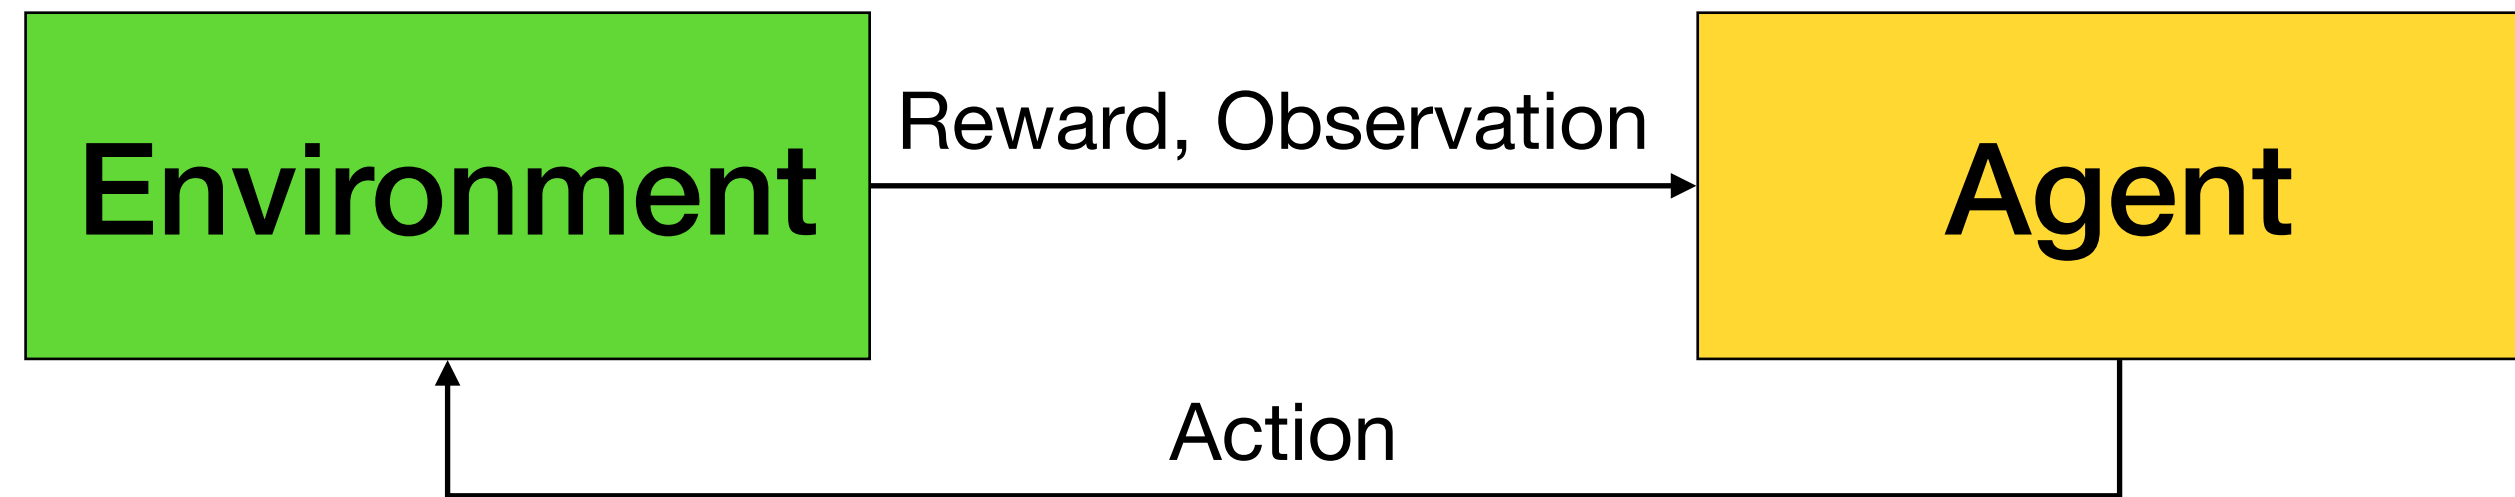 Environment
Reward, Observation
Agent
Action